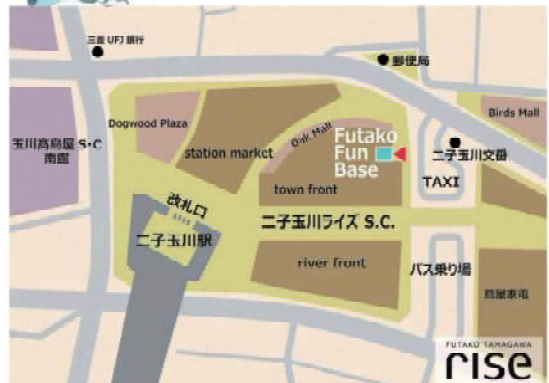 三菱UFJ銀行
郵便局
Birds Mall
玉川髙島屋 S・C
南館
Dogwood Plaza
station market
Oak Mall
Futako
Fun
Base
二子玉川交番
TAXI
town front
改札口
二子玉川駅
二子玉川ライズ S.C.
river front
バス乗り場
蔦屋家電
FUTAKO TAMAGAWA
rise